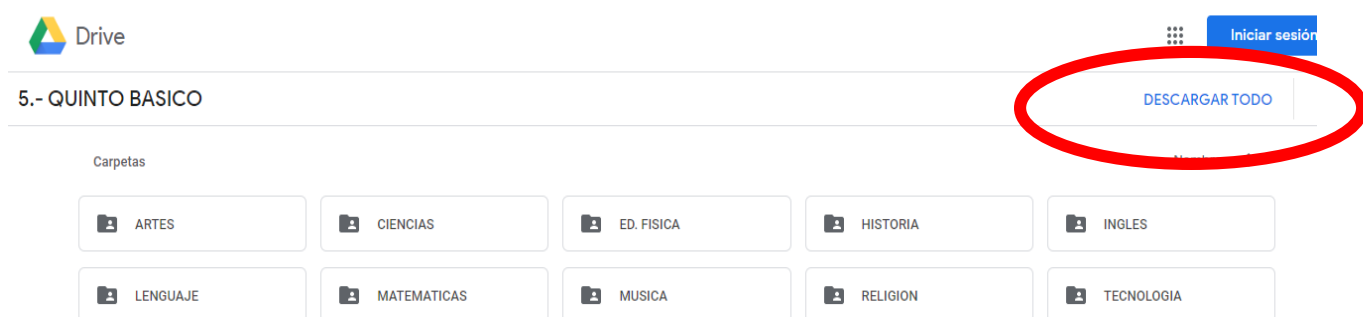 Drive
Iniciar sesión
5.- QUINTO BASICO
DESCARGAR TODO
Carpetas
ARTES
CIENCIAS
ED. FISICA
HISTORIA
INGLES
LENGUAJE
MATEMATICAS
MUSICA
RELIGION
TECNOLOGIA